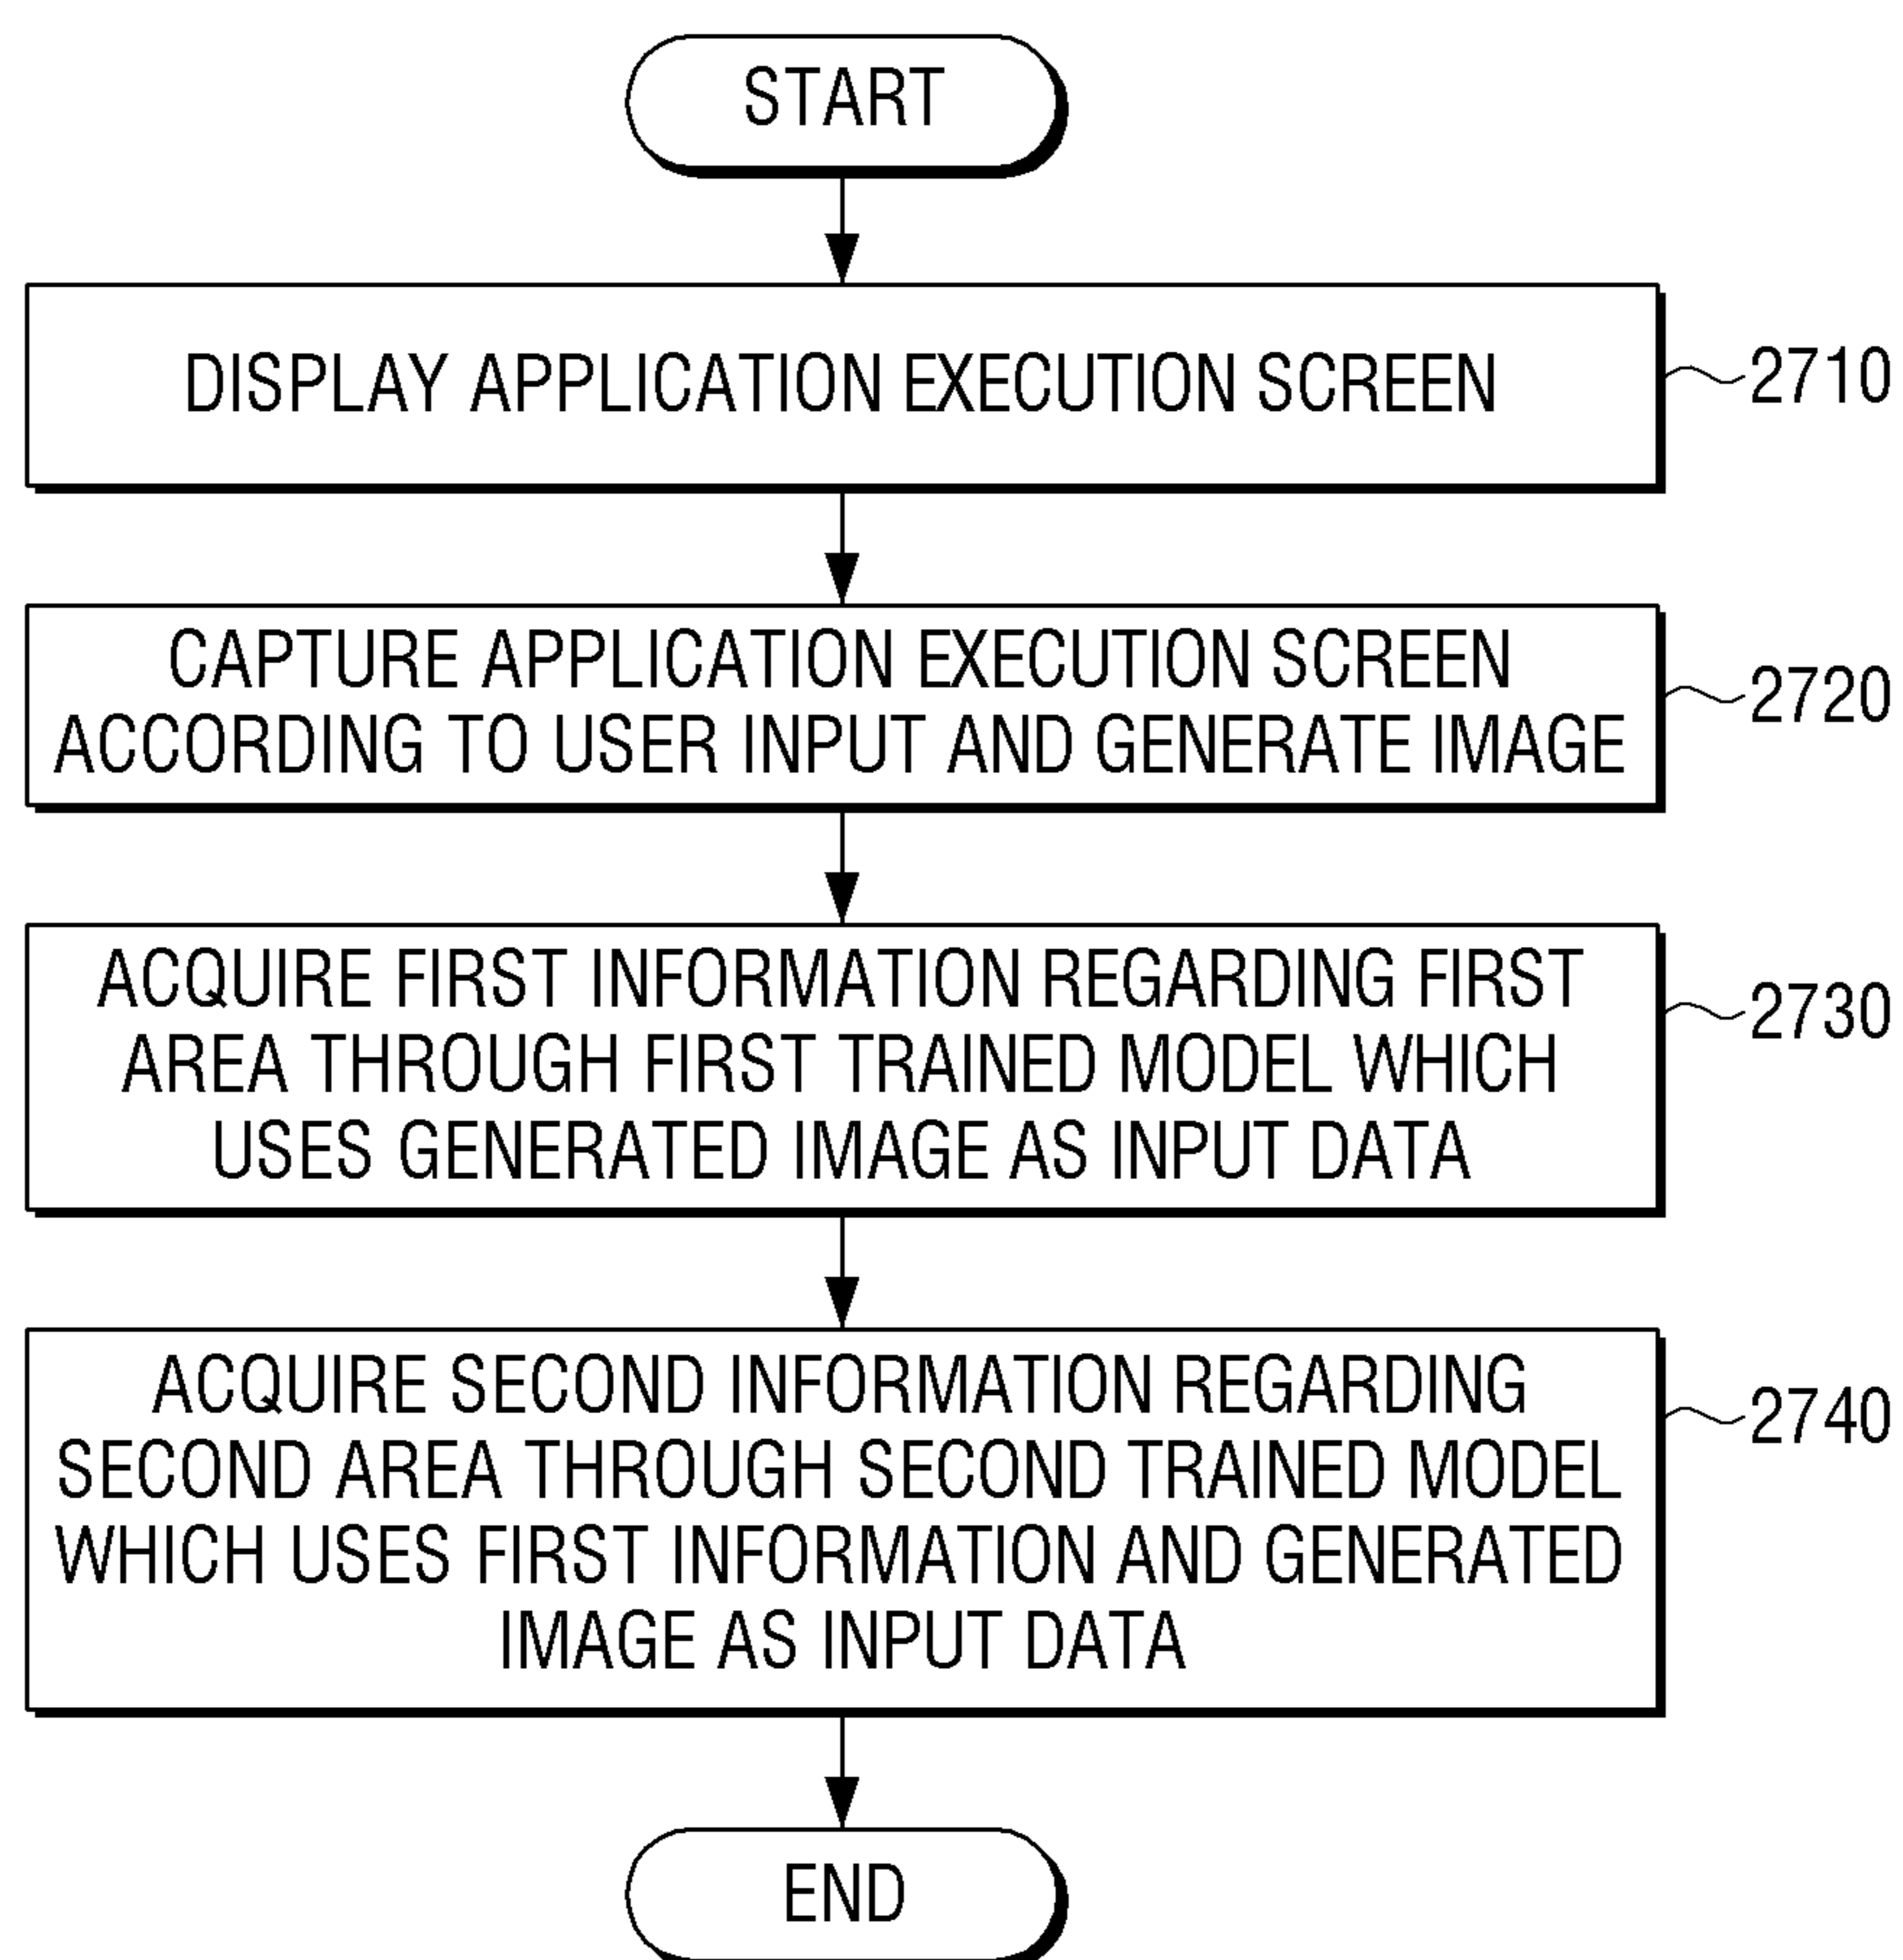 START
DISPLAY APPLICATION EXECUTION SCREEN
2710
CAPTURE APPLICATION EXECUTION SCREEN
ACCORDING TO USER INPUT AND GENERATE IMAGE
2720
ACQUIRE FIRST INFORMATION REGARDING FIRST
AREA THROUGH FIRST TRAINED MODEL WHICH
USES GENERATED IMAGE AS INPUT DATA
2730
ACQUIRE SECOND INFORMATION REGARDING
SECOND AREA THROUGH SECOND TRAINED MODEL
WHICH USES FIRST INFORMATION AND GENERATED
IMAGE AS INPUT DATA
2740
END